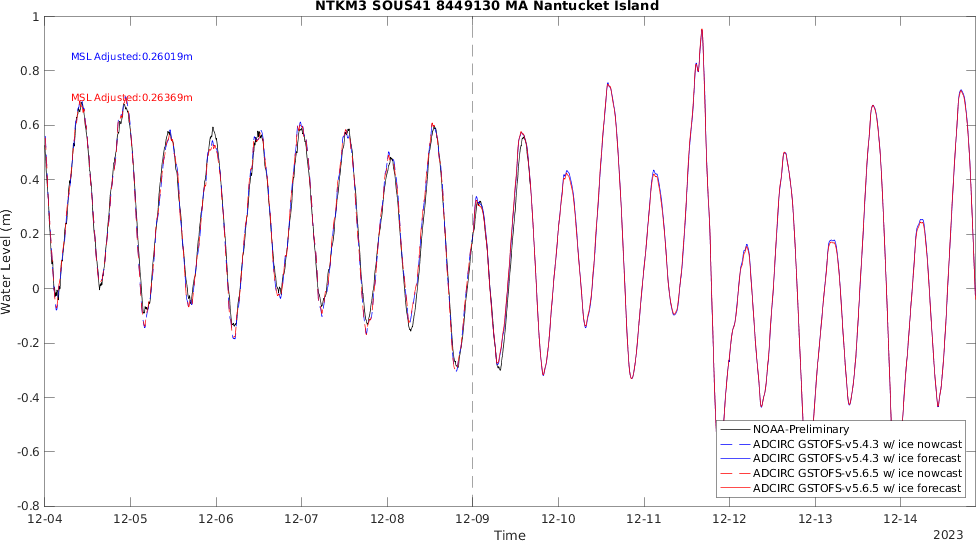 NTKM3 SOUS41 8449130 MA Nantucket Island
MSL Adjusted:0.26019m
MSL Adjusted:0.26369m
Water Level (m)
1
0.8
0.6
0.4
0.2
0
-0.2
-0.4
-0.6
-0.8
NOAA-Preliminary
ADCIRC GSTOFS-v5.4.3 w/ ice nowcast
ADCIRC GSTOFS-v5.4.3 w/ ice forecast
ADCIRC GSTOFS-v5.6.5 w/ ice nowcast
ADCIRC GSTOFS-v5.6.5 w/ ice forecast
12-04 12-05 12-06 12-07 12-08 12-09 12-10 12-11 12-12 12-13 12-14
Time
2023